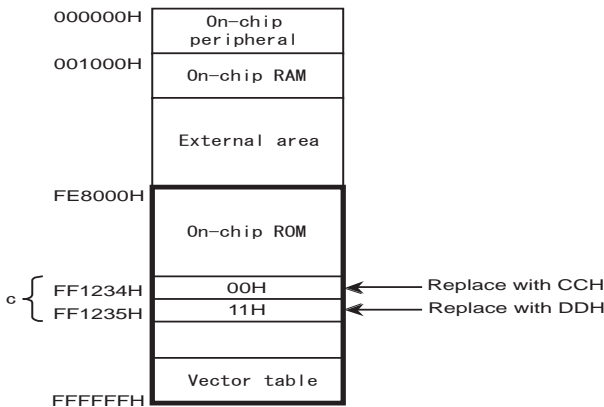 000000H
On-chip
peripheral
001000H
On-chip RAM
External area
FE8000H
On-chip ROM
c
FF1234H
00H
Replace with CCH
FF1235H
11H
Replace with DDH
Vector table
FFFFFFH